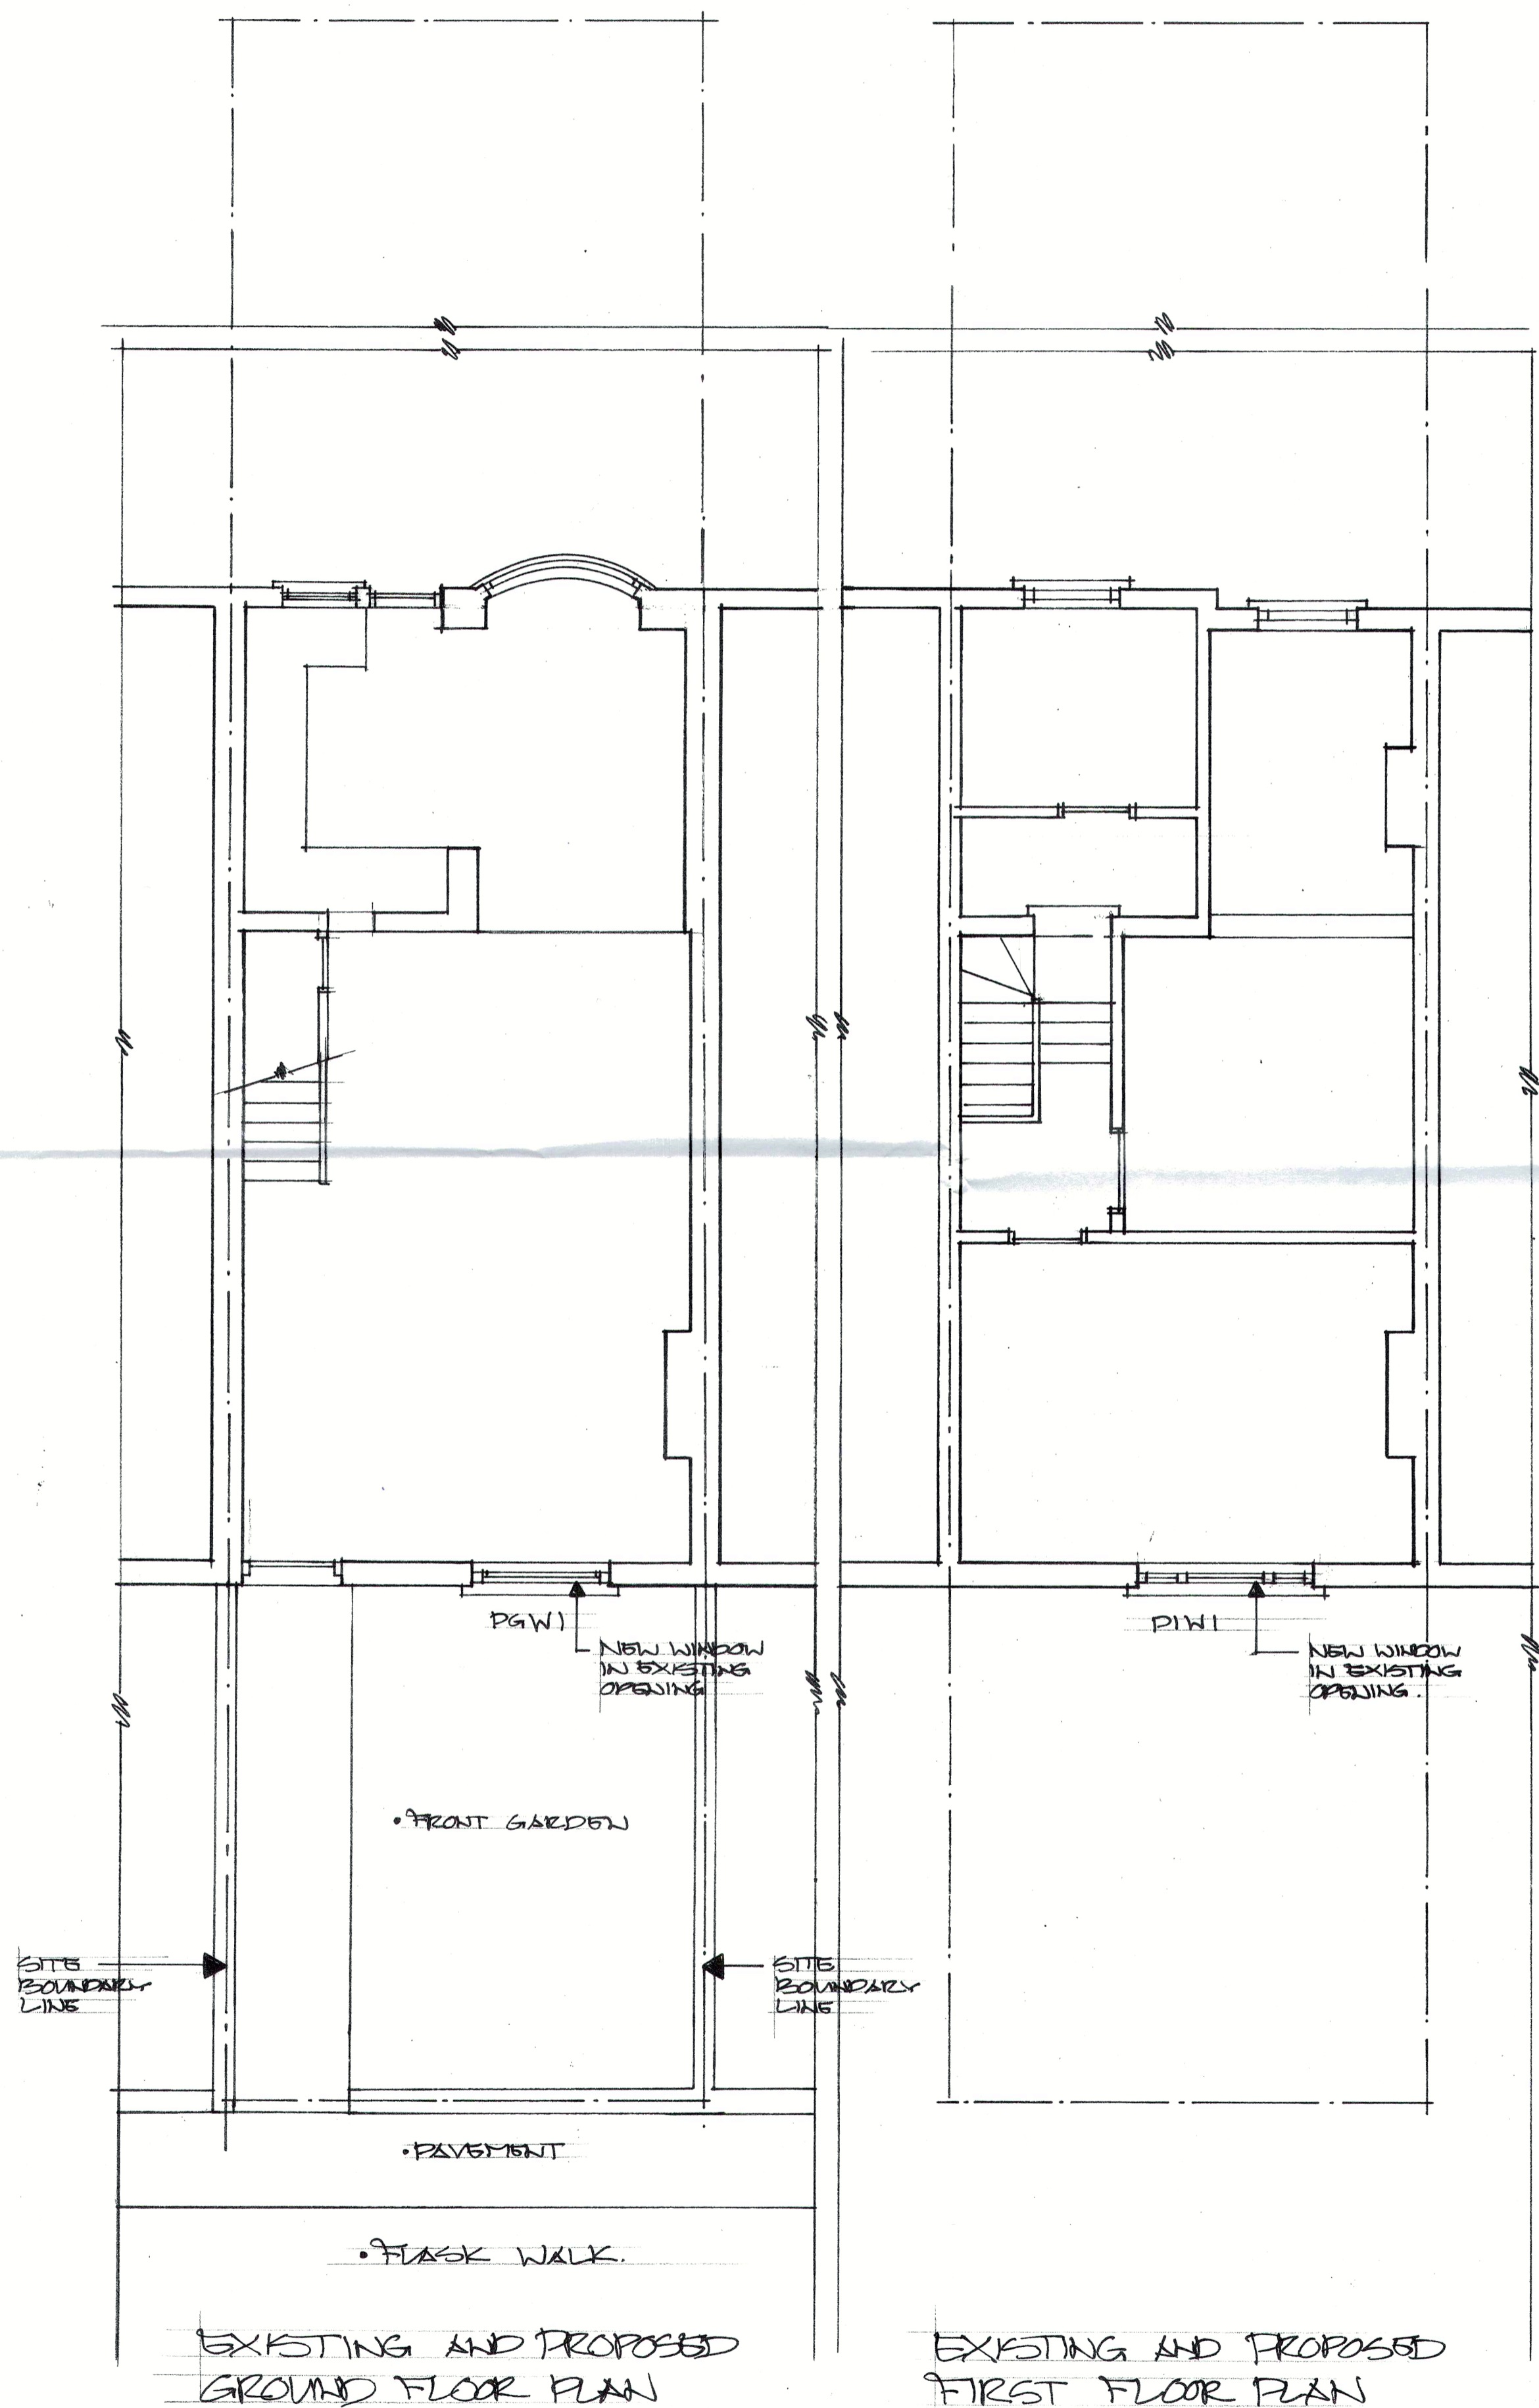 PGW1
NEW WINDOW
IN EXISTING
OPENING
P1W1
NEW WINDOW
IN EXISTING
OPENING.
• FRONT GARDEN
SITE
BOUNDARY
LINE
SITE
BOUNDARY
LINE
• PAVEMENT
• FLASK WALK.
EXISTING AND PROPOSED
GROUND FLOOR PLAN
EXISTING AND PROPOSED
FIRST FLOOR PLAN